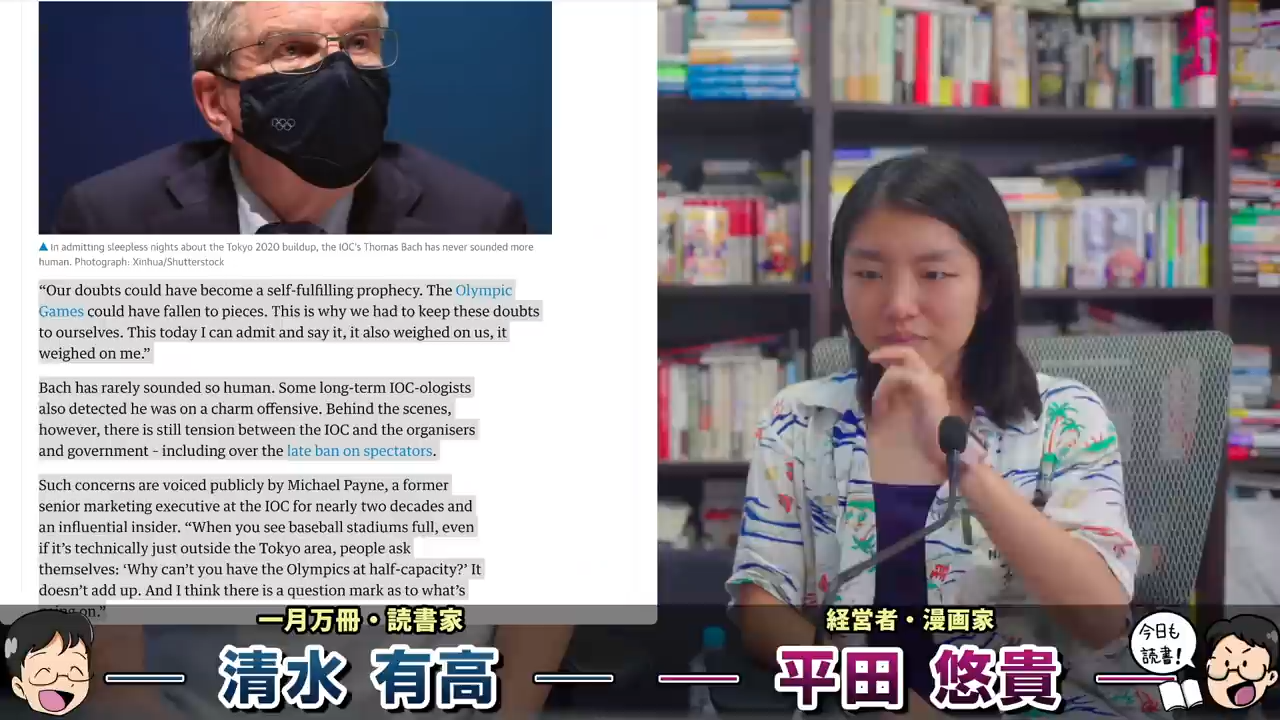 ▲ In admitting sleepless nights about the Tokyo 2020 buildup, the IOC's Thomas Bach has never sounded more
human. Photograph: Xinhua/Shutterstock
“Our doubts could have become a self-fulfilling prophecy. The Olympic
Games could have fallen to pieces. This is why we had to keep these doubts
to ourselves. This today I can admit and say it, it also weighed on us, it
weighed on me.”
Bach has rarely sounded so human. Some long-term IOC-ologists
also detected he was on a charm offensive. Behind the scenes,
however, there is still tension between the IOC and the organisers
and government – including over the late ban on spectators.
Such concerns are voiced publicly by Michael Payne, a former
senior marketing executive at the IOC for nearly two decades and
an influential insider. “When you see baseball stadiums full, even
if it’s technically just outside the Tokyo area, people ask
themselves: ‘Why can’t you have the Olympics at half-capacity?’ It
doesn’t add up. And I think there is a question mark as to what’s
going on.”
一月万冊・読書家
清水 有高
経営者・漫画家
平田 悠貴
今日も
読書!